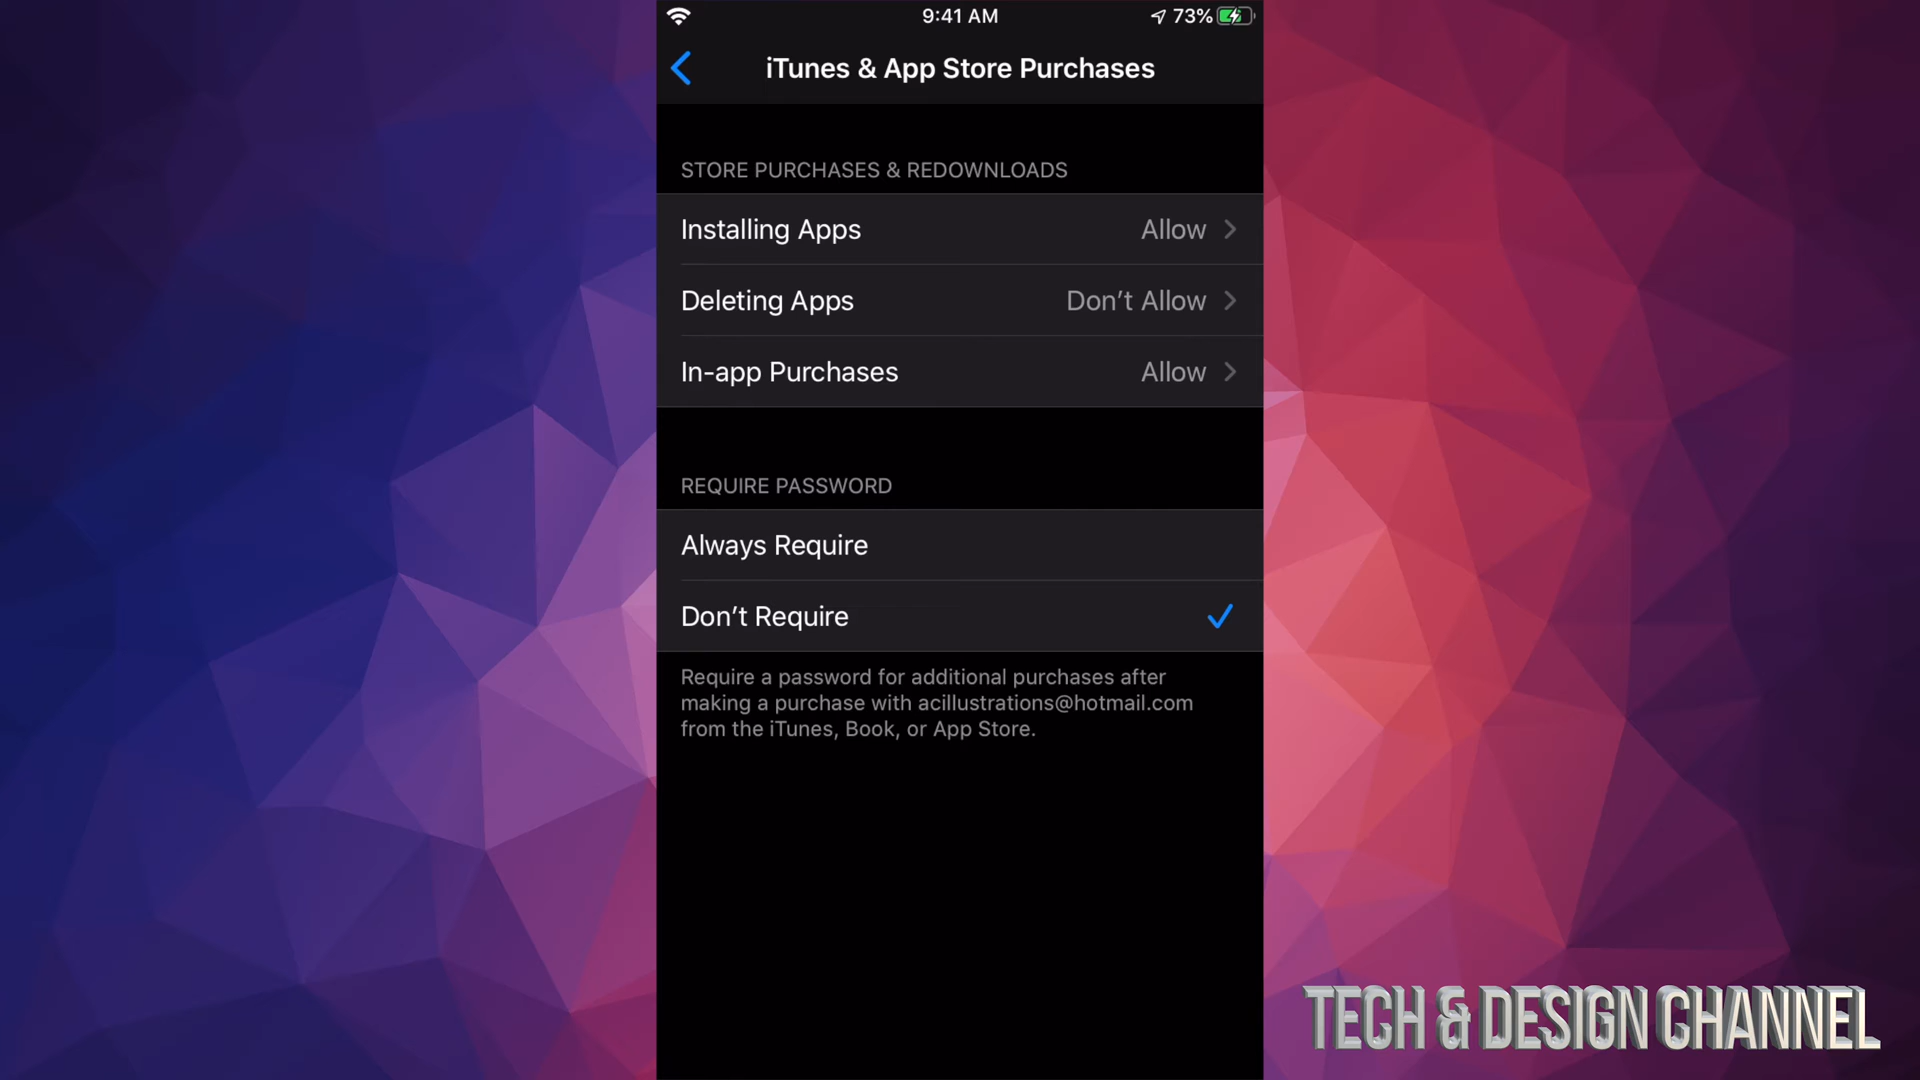 9:41 AM
73%
iTunes & App Store Purchases
STORE PURCHASES & REDOWNLOADS
Installing Apps Allow
Deleting Apps Don’t Allow
In-app Purchases Allow
REQUIRE PASSWORD
Always Require
Don’t Require
Require a password for additional purchases after
making a purchase with acillustrations@hotmail.com
from the iTunes, Book, or App Store.
TECH & DESIGN CHANNEL